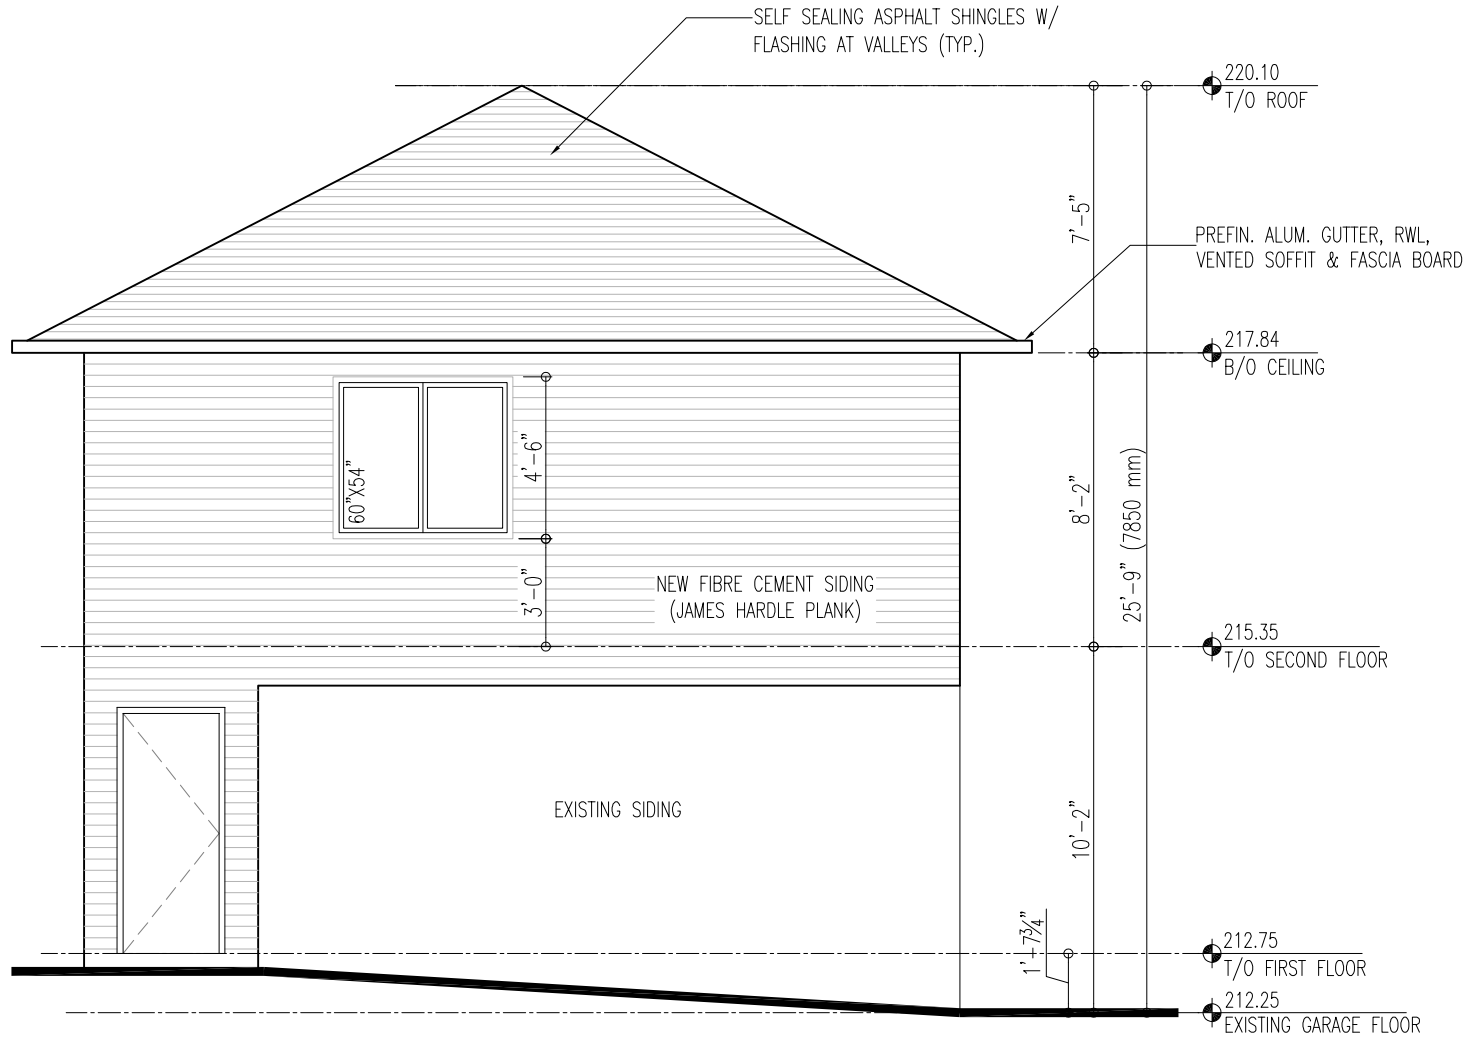 SELF SEALING ASPHALT SHINGLES W/
FLASHING AT VALLEYS (TYP.)
220.10
T/O ROOF
7'-5"
PREFIN. ALUM. GUTTER, RWL,
VENTED SOFFIT & FASCIA BOARD
217.84
B/O CEILING
60"X54"
4'-6"
8'-2"
25'-9" (7850 mm)
3'-0"
NEW FIBRE CEMENT SIDING
(JAMES HARDLE PLANK)
215.35
T/O SECOND FLOOR
EXISTING SIDING
10'-2"
1'-7¾"
212.75
T/O FIRST FLOOR
212.25
EXISTING GARAGE FLOOR